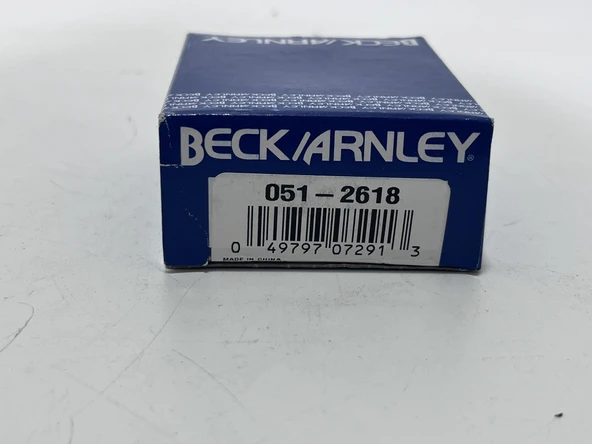 BECK/ARNLEY
BECK/ARNLEY®
051-2618
0 49797 07291 3
MADE IN CHINA